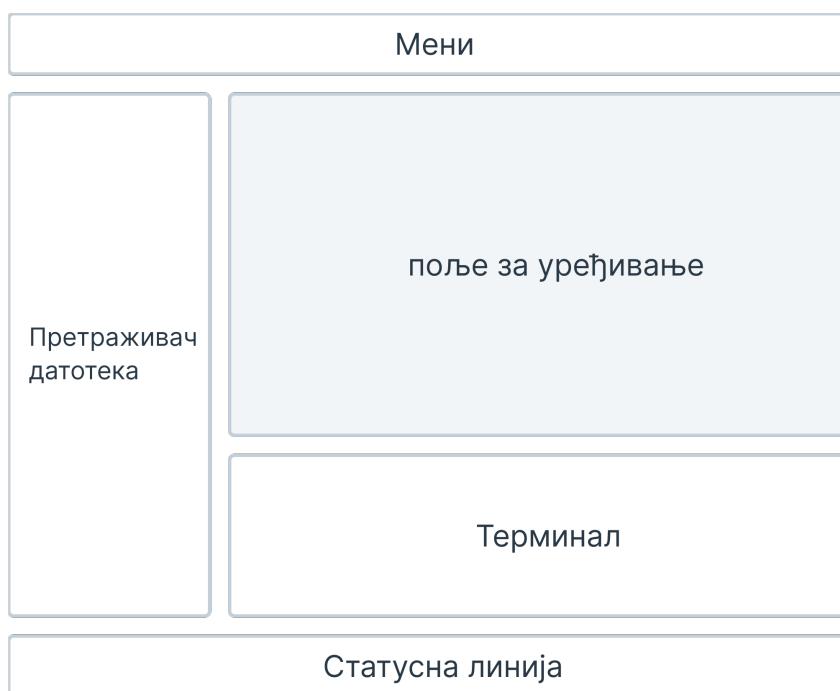 Мени
поље за уређивање
Претраживач
датотека
Терминал
Статусна линија